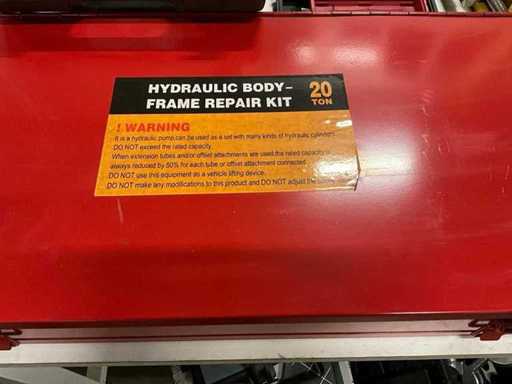 HYDRAULIC BODY-
FRAME REPAIR KIT
20
TON
! WARNING
It is a hydraulic pump,can be used as a set with many kinds of hydraulic cylinders
DO NOT exceed the rated capacity.
When extension tubes and/or offset attachments are used,the rated capacity is
always reduced by 50% for each tube or offset attachment connected.
DO NOT use this equipment as a vehicle lifting device.
DO NOT make any modifications to this product and DO NOT adjust the